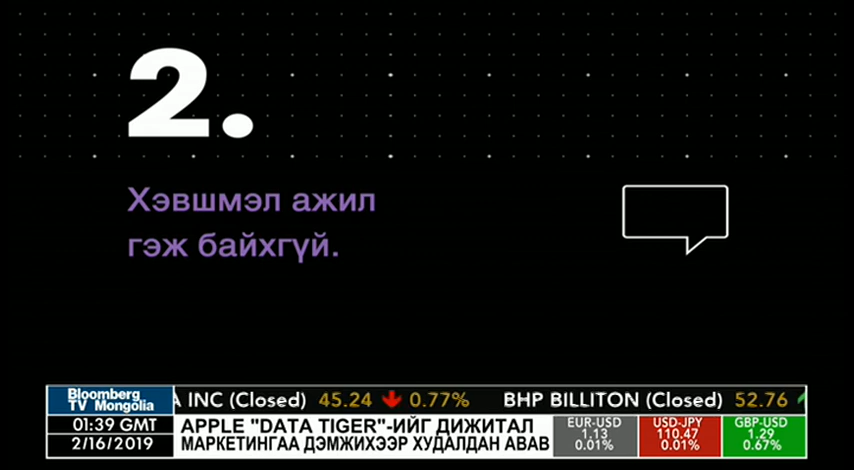 2.
Хэвшмэл ажил
гэж байхгүй.
Bloomberg
TV Mongolia
A INC (Closed) 45.24 0.77% BHP BILLITON (Closed) 52.76
01:39 GMT
2/16/2019
APPLE "DATA TIGER"-ИЙГ ДИЖИТАЛ
МАРКЕТИНГАА ДЭМЖИХЭЭР ХУДАЛДАН АВАВ
EUR-USD
1.13
0.01%
USD-JPY
110.47
0.01%
GBP-USD
1.29
0.67%